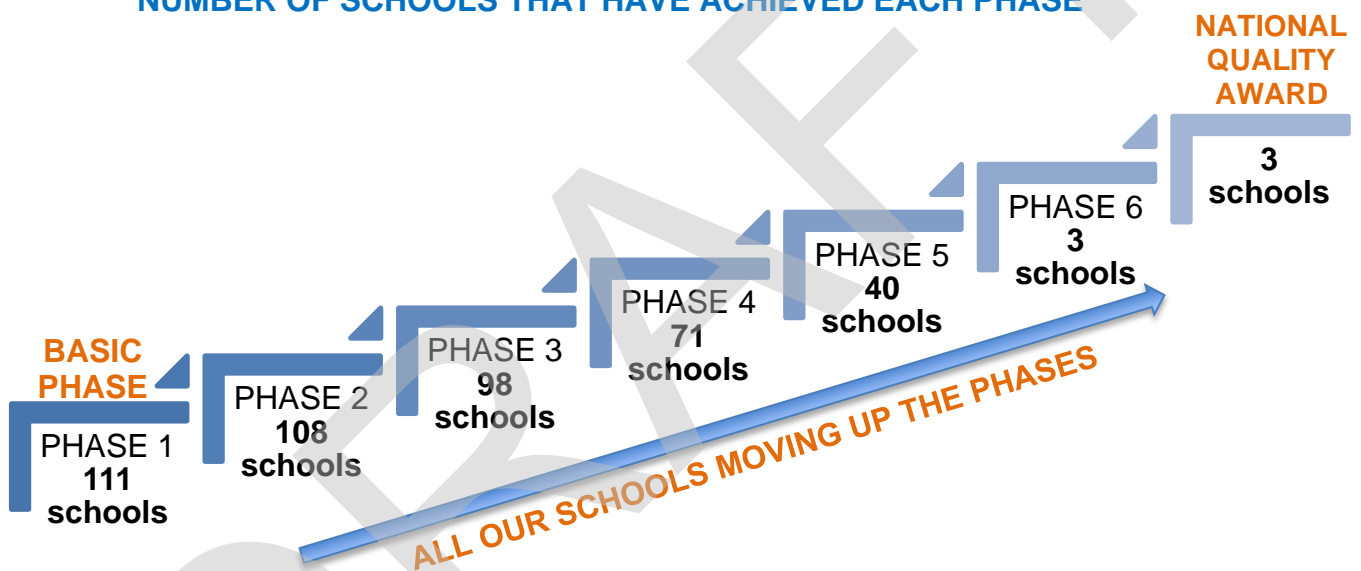 NUMBER OF SCHOOLS THAT HAVE ACHIEVED EACH PHASE
BASIC
PHASE
PHASE 1
111
schools
PHASE 2
108
schools
PHASE 3
98
schools
PHASE 4
71
schools
PHASE 5
40
schools
PHASE 6
3
schools
NATIONAL
QUALITY
AWARD
3
schools
ALL OUR SCHOOLS MOVING UP THE PHASES
DRAFT